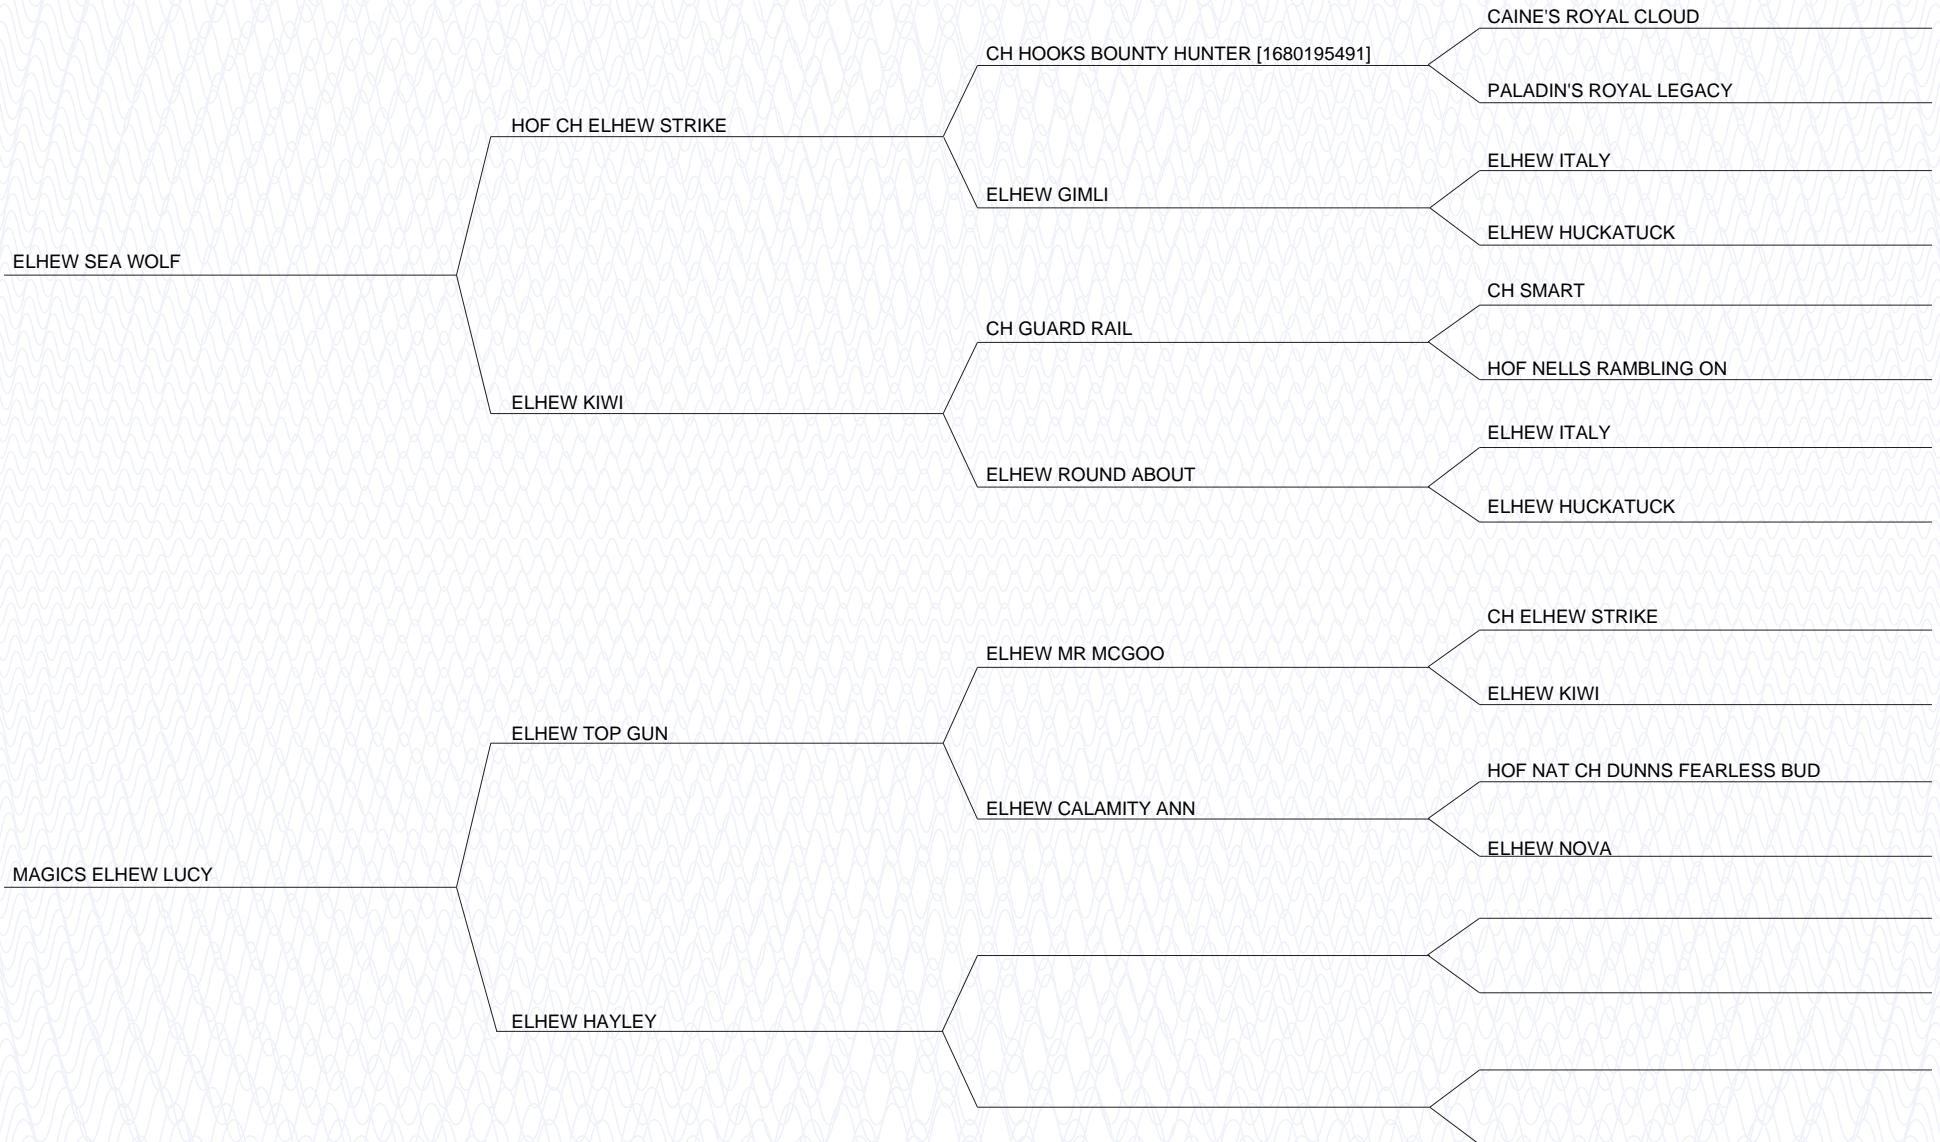 CAINE'S ROYAL CLOUD
CH HOOKS BOUNTY HUNTER [1680195491]
PALADIN'S ROYAL LEGACY
HOF CH ELHEW STRIKE
ELHEW ITALY
ELHEW GIMLI
ELHEW HUCKATUCK
ELHEW SEA WOLF
CH SMART
CH GUARD RAIL
HOF NELLS RAMBLING ON
ELHEW KIWI
ELHEW ITALY
ELHEW ROUND ABOUT
ELHEW HUCKATUCK
CH ELHEW STRIKE
ELHEW MR MCGOO
ELHEW KIWI
ELHEW TOP GUN
HOF NAT CH DUNNS FEARLESS BUD
ELHEW CALAMITY ANN
ELHEW NOVA
MAGICS ELHEW LUCY
ELHEW HAYLEY